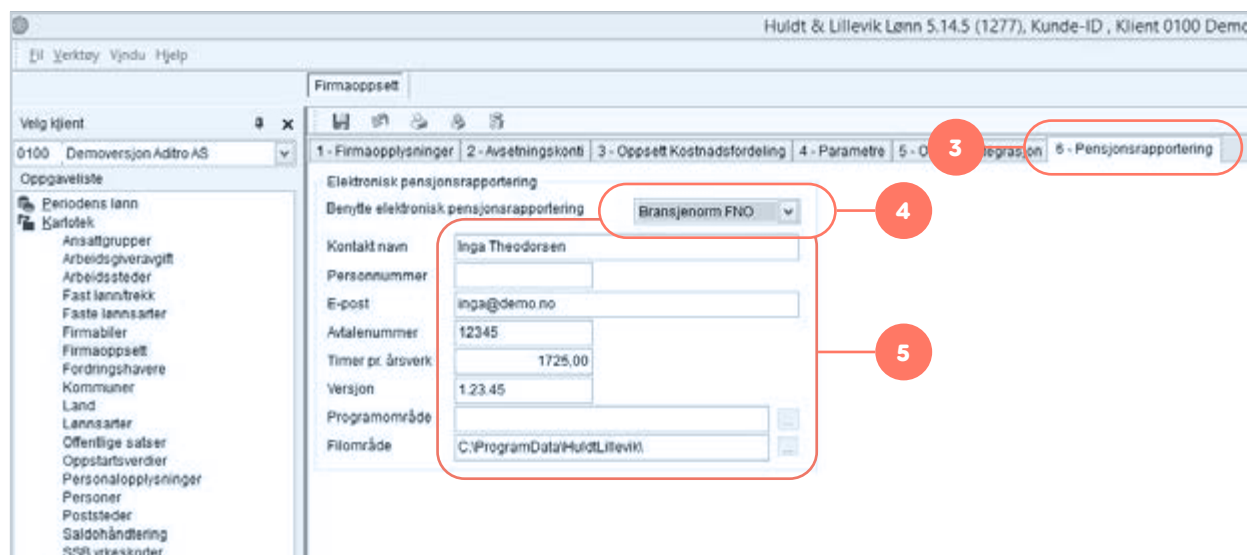 Huldt & Lillevik Lønn 5.14.5 (1277), Kunde-ID , Klient 0100 Demo
Fil Verktøy Vindu Hjelp
Firmaoppsett
Velg klient
0100 Demoversjon Aditro AS
Oppgaveliste
Periodens lønn
Kartotek
Ansattgrupper
Arbeidsgiveravgift
Arbeidssteder
Fast lønn/trekk
Faste lønnsarter
Firmabiler
Firmaoppsett
Fordringshavere
Kommuner
Land
Lønnsarter
Offentlige satser
Oppstartsverdier
Personalopplysninger
Personer
Poststeder
Saldohåndtering
SSB yrkeskoder
1 - Firmaopplysninger 2 - Avsetningskonti 3 - Oppsett Kostnadsfordeling 4 - Parametre 5 - O 3 egrasjon 6 - Pensjonsrapportering
Elektronisk pensjonsrapportering
Benytte elektronisk pensjonsrapportering Bransjenorm FNO 4
Kontakt navn Inga Theodorsen
Personnummer
E-post inga@demo.no
Avtalenummer 12345
Timer pr. årsverk 1725,00 5
Versjon 1.23.45
Programområde
Filområde C:\ProgramData\HuldtLillevik\